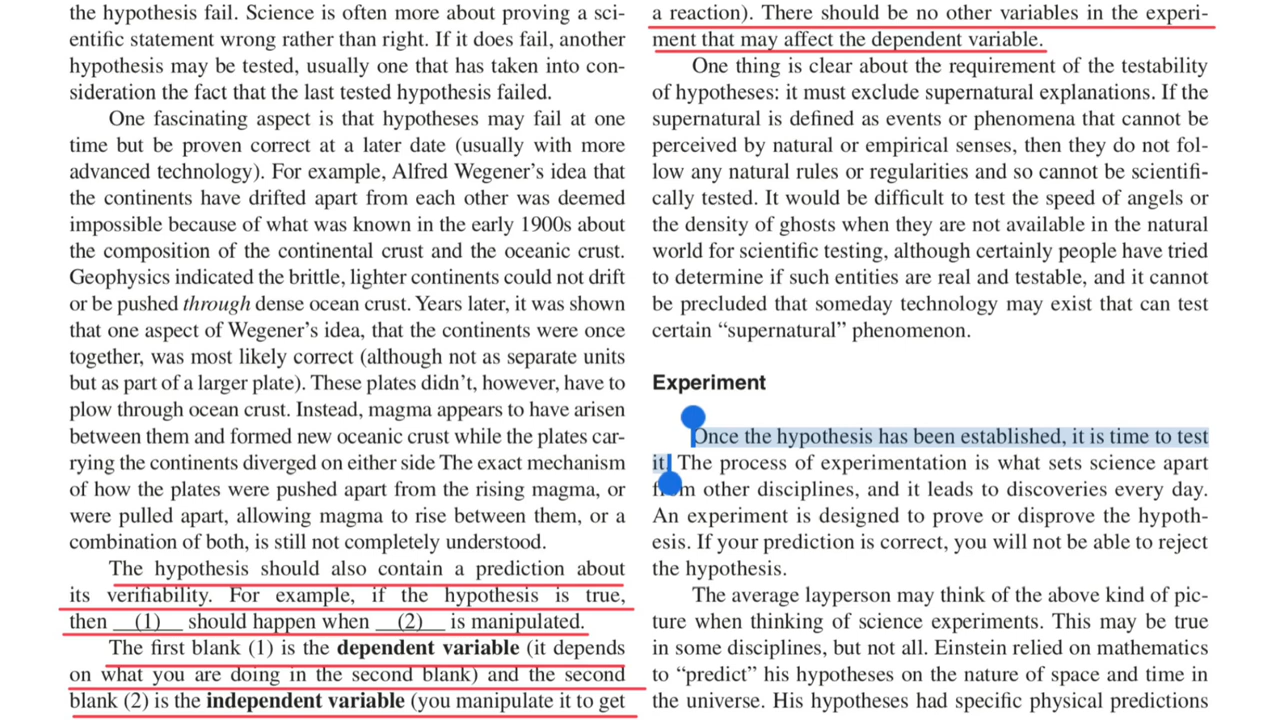 the hypothesis fail. Science is often more about proving a sci-
entific statement wrong rather than right. If it does fail, another
hypothesis may be tested, usually one that has taken into con-
sideration the fact that the last tested hypothesis failed.
One fascinating aspect is that hypotheses may fail at one
time but be proven correct at a later date (usually with more
advanced technology). For example, Alfred Wegener's idea that
the continents have drifted apart from each other was deemed
impossible because of what was known in the early 1900s about
the composition of the continental crust and the oceanic crust.
Geophysics indicated the brittle, lighter continents could not drift
or be pushed through dense ocean crust. Years later, it was shown
that one aspect of Wegener's idea, that the continents were once
together, was most likely correct (although not as separate units
but as part of a larger plate). These plates didn't, however, have to
plow through ocean crust. Instead, magma appears to have arisen
between them and formed new oceanic crust while the plates car-
rying the continents diverged on either side The exact mechanism
of how the plates were pushed apart from the rising magma, or
were pulled apart, allowing magma to rise between them, or a
combination of both, is still not completely understood.
The hypothesis should also contain a prediction about
its verifiability. For example, if the hypothesis is true,
then __(1)__ should happen when __(2)__ is manipulated.
The first blank (1) is the dependent variable (it depends
on what you are doing in the second blank) and the second
blank (2) is the independent variable (you manipulate it to get
a reaction). There should be no other variables in the experi-
ment that may affect the dependent variable.
One thing is clear about the requirement of the testability
of hypotheses: it must exclude supernatural explanations. If the
supernatural is defined as events or phenomena that cannot be
perceived by natural or empirical senses, then they do not fol-
low any natural rules or regularities and so cannot be scientifi-
cally tested. It would be difficult to test the speed of angels or
the density of ghosts when they are not available in the natural
world for scientific testing, although certainly people have tried
to determine if such entities are real and testable, and it cannot
be precluded that someday technology may exist that can test
certain "supernatural" phenomenon.
Experiment
Once the hypothesis has been established, it is time to test
it. The process of experimentation is what sets science apart
from other disciplines, and it leads to discoveries every day.
An experiment is designed to prove or disprove the hypoth-
esis. If your prediction is correct, you will not be able to reject
the hypothesis.
The average layperson may think of the above kind of pic-
ture when thinking of science experiments. This may be true
in some disciplines, but not all. Einstein relied on mathematics
to "predict" his hypotheses on the nature of space and time in
the universe. His hypotheses had specific physical predictions